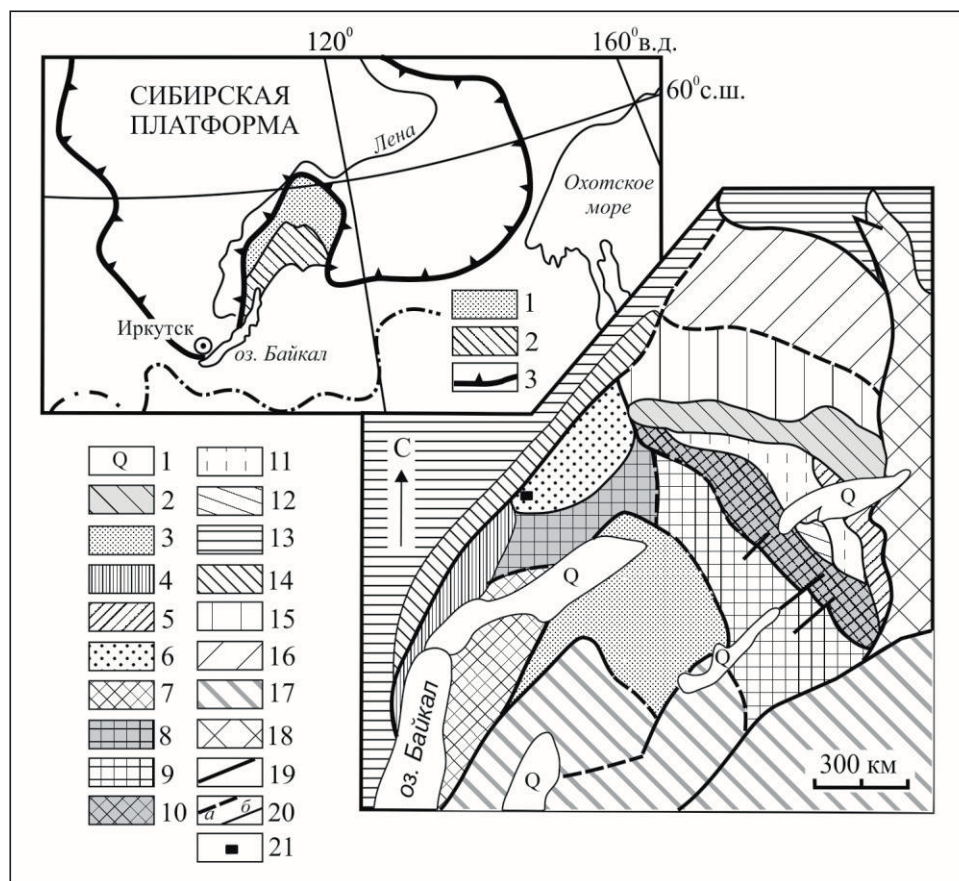 120⁰ 160⁰в.д.
60⁰с.ш.
СИБИРСКАЯ
ПЛАТФОРМА
Лена
Охотское
море
Иркутск
оз. Байкал
1
2
3
С
Q 1 11
2 12
3 13
4 14
5 15
6 16
7 17
8 18
9 19
10 а б 20
21
Q
Q
Q
Q
оз. Байкал
300 км